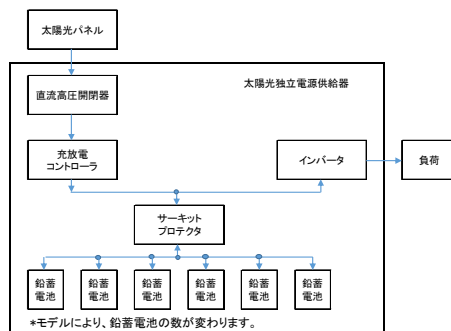 太陽光パネル
太陽光独立電源供給器
直流高圧開閉器
充放電
コントローラ
インバータ
負荷
サーキット
プロテクタ
鉛蓄
電池
鉛蓄
電池
鉛蓄
電池
鉛蓄
電池
鉛蓄
電池
鉛蓄
電池
*モデルにより、鉛蓄電池の数が変わります。